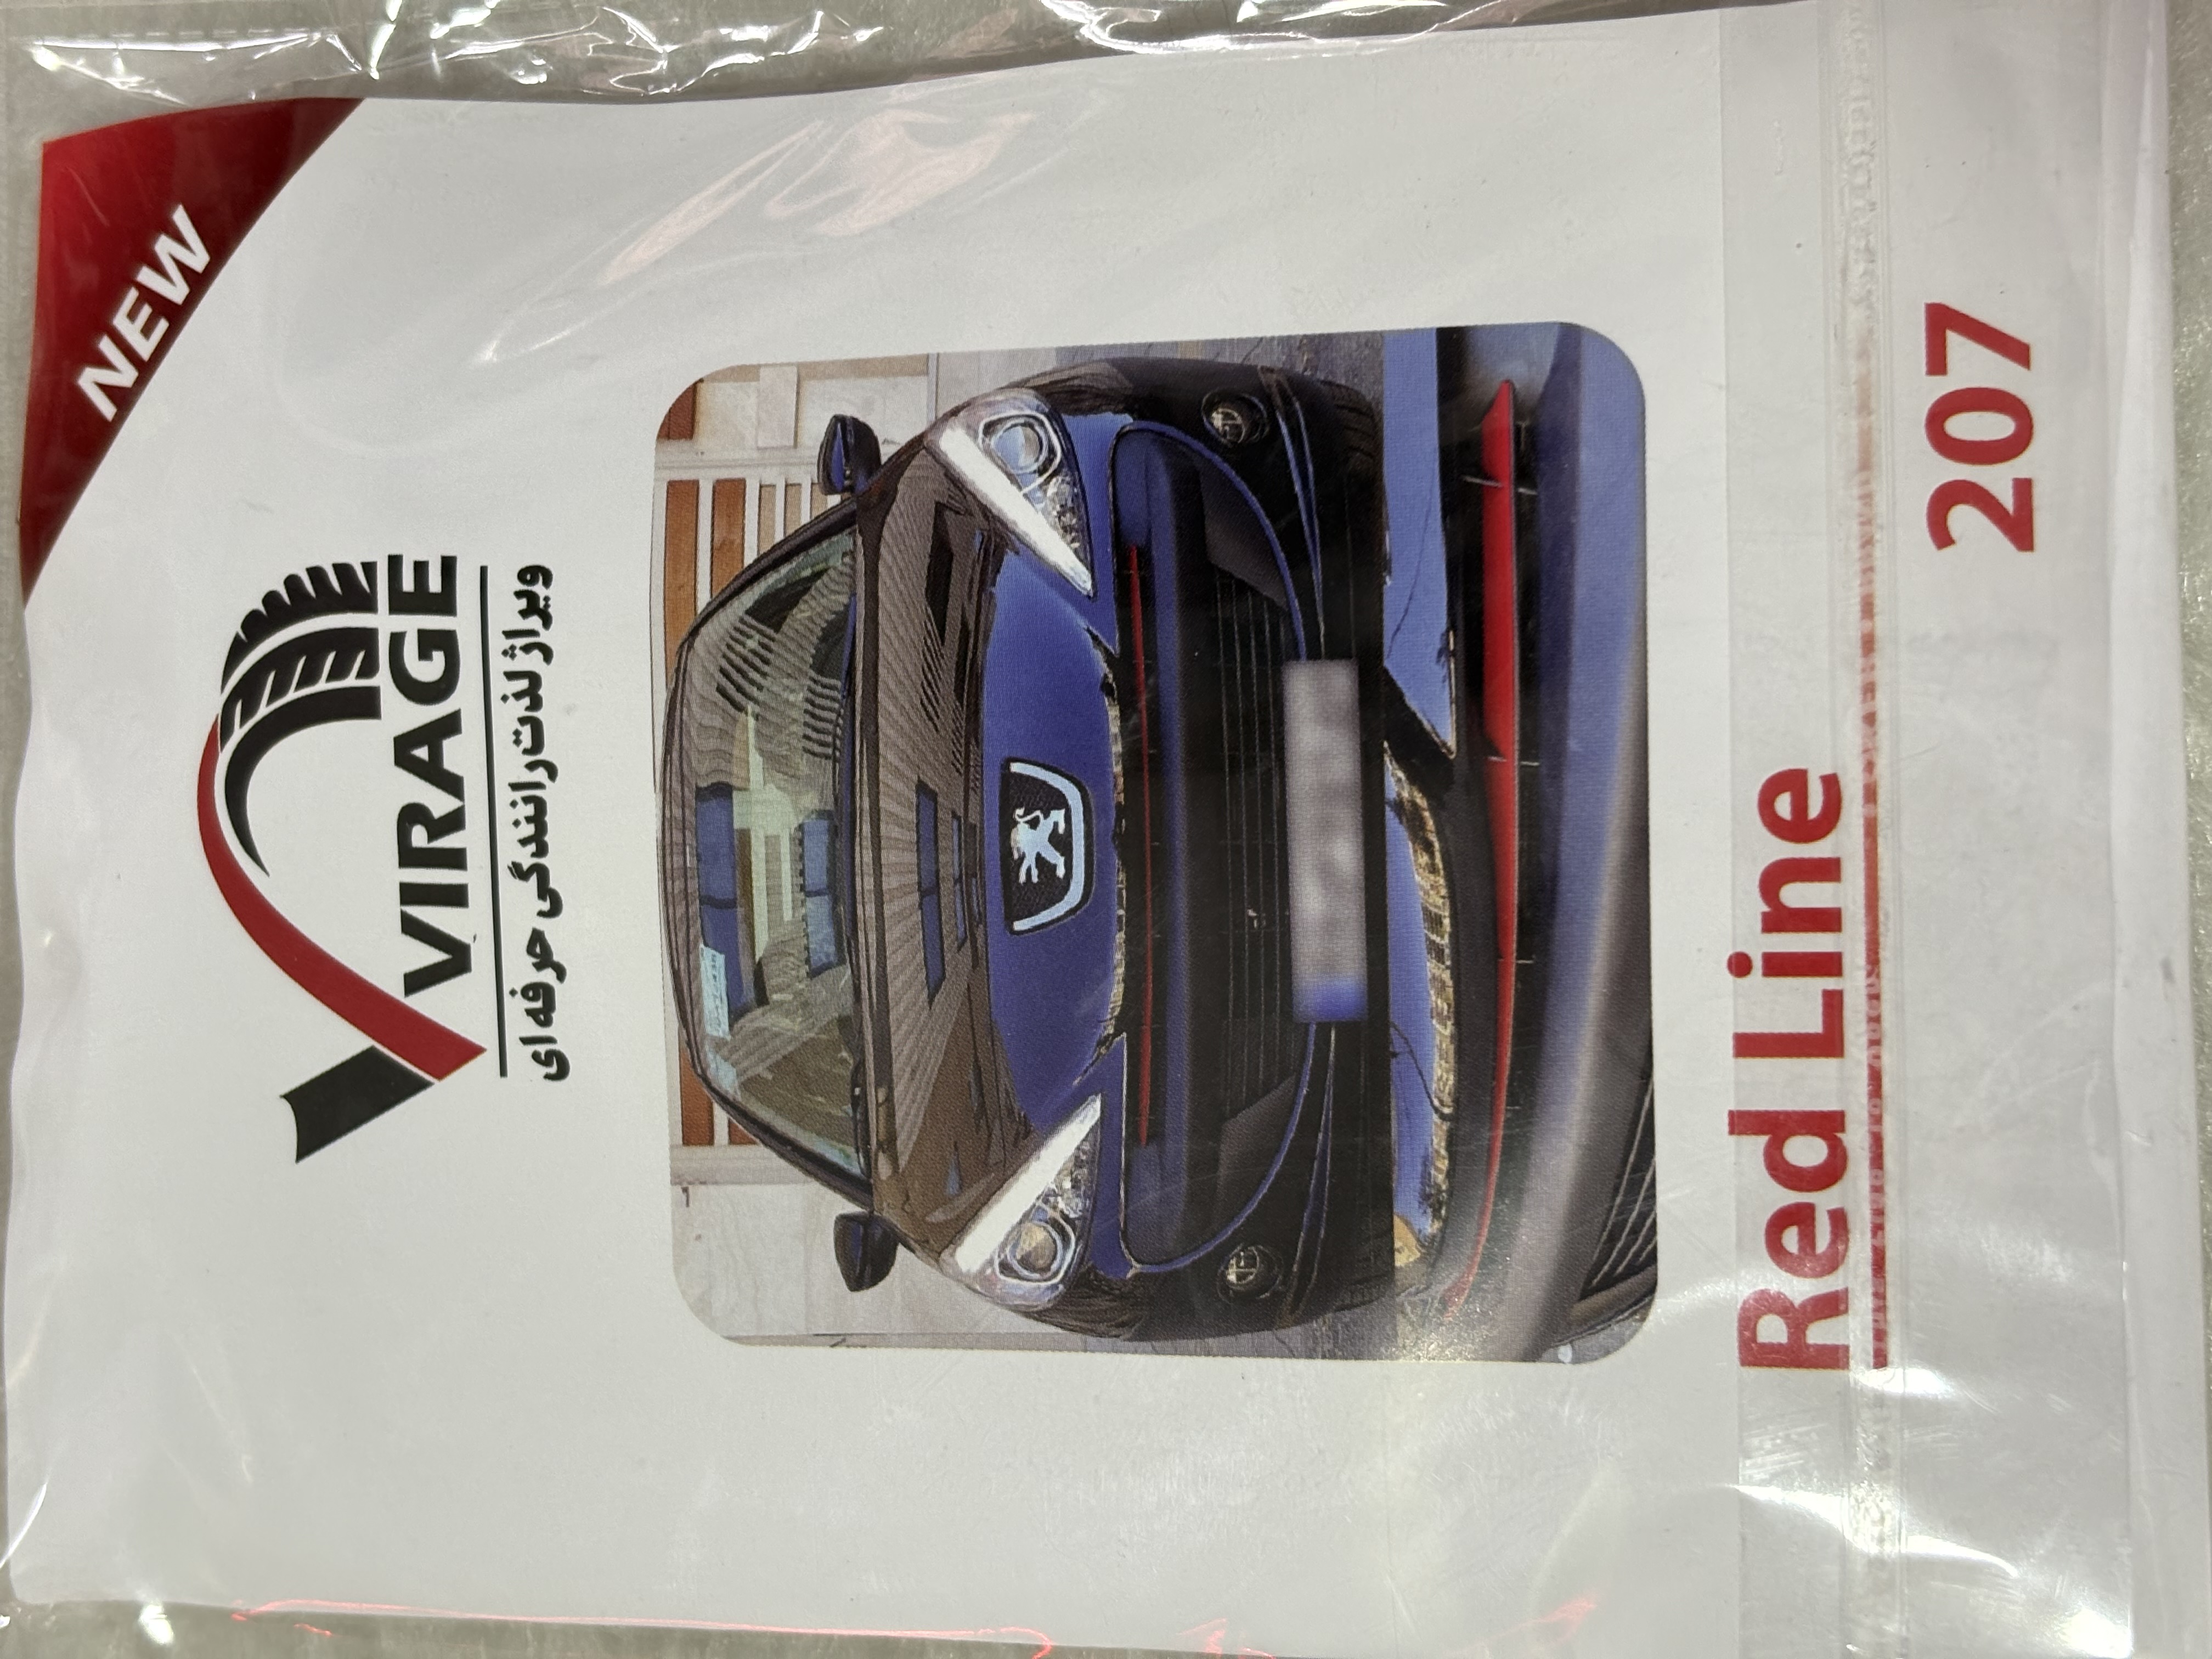 NEW
VIRAGE
ویراژ لذت رانندگی حرفه‌ای
Red Line
207